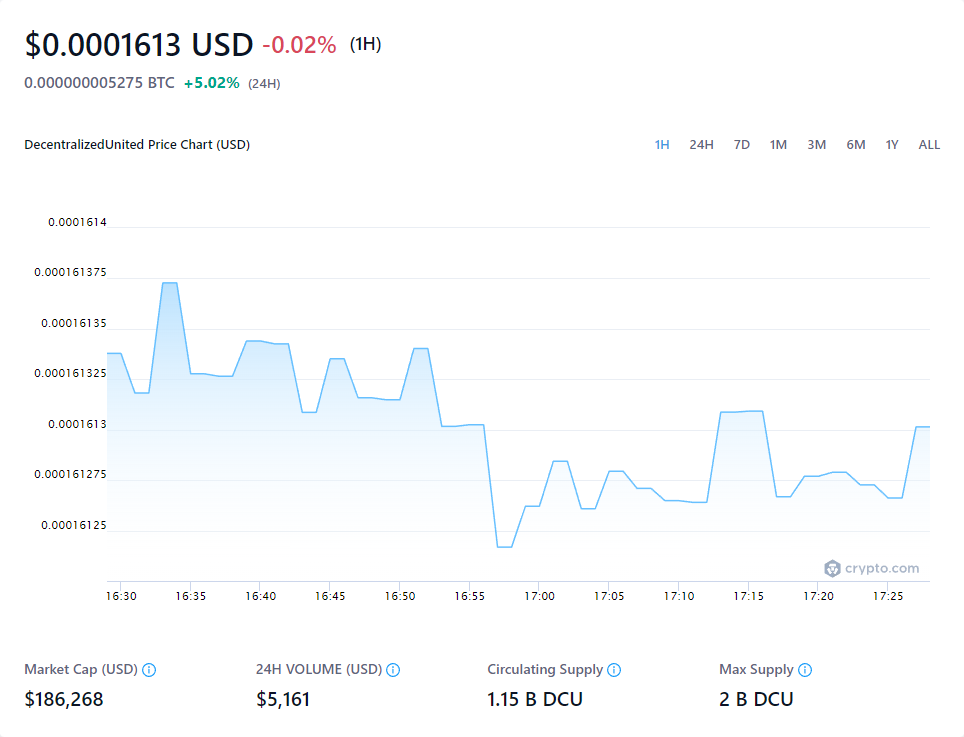 $0.0001613 USD -0.02% (1H)
0.000000005275 BTC +5.02% (24H)
DecentralizedUnited Price Chart (USD) 1H 24H 7D 1M 3M 6M 1Y ALL
0.0001614
0.000161375
0.00016135
0.000161325
0.0001613
0.000161275
0.00016125
crypto.com
16:30 16:35 16:40 16:45 16:50 16:55 17:00 17:05 17:10 17:15 17:20 17:25
Market Cap (USD) 24H VOLUME (USD) Circulating Supply Max Supply
$186,268 $5,161 1.15 B DCU 2 B DCU